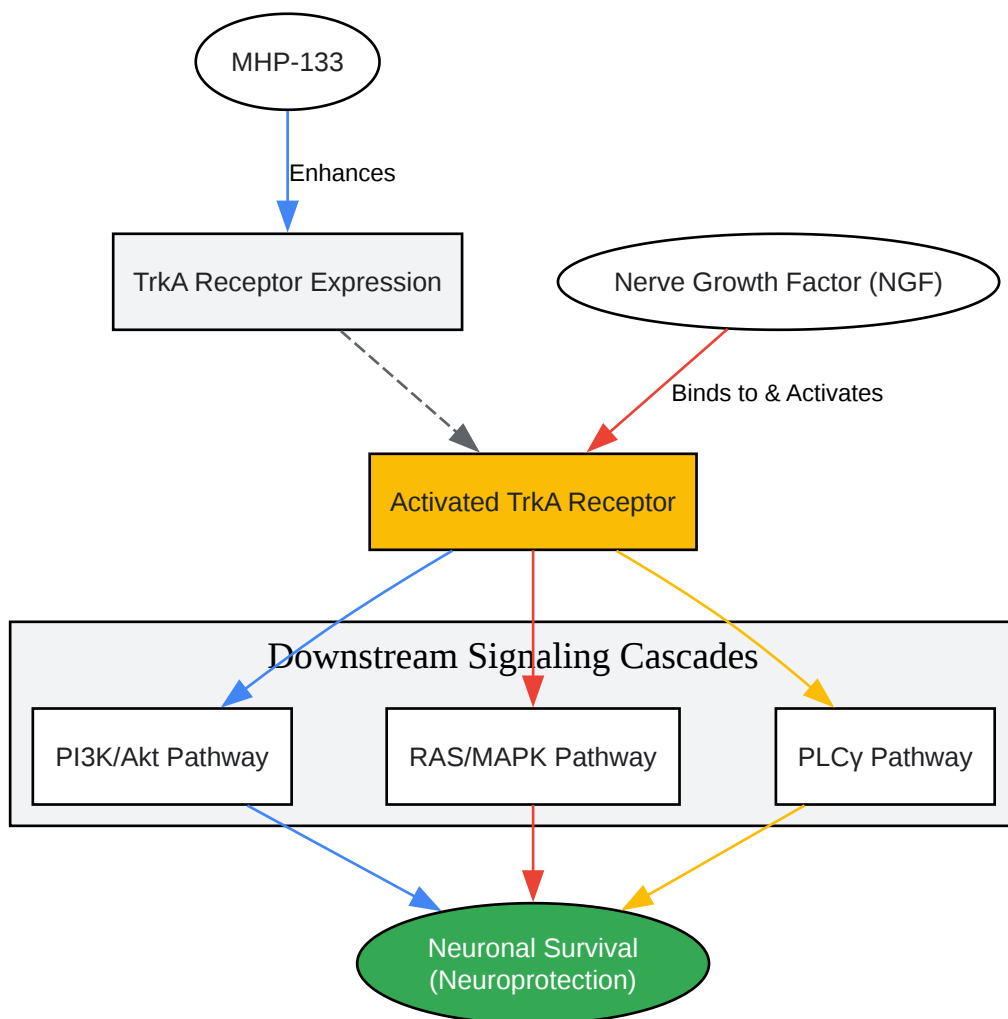 MHP-133
Enhances
TrkA Receptor Expression
Nerve Growth Factor (NGF)
Binds to & Activates
Activated TrkA Receptor
Downstream Signaling Cascades
PI3K/Akt Pathway
RAS/MAPK Pathway
PLCγ Pathway
Neuronal Survival
(Neuroprotection)